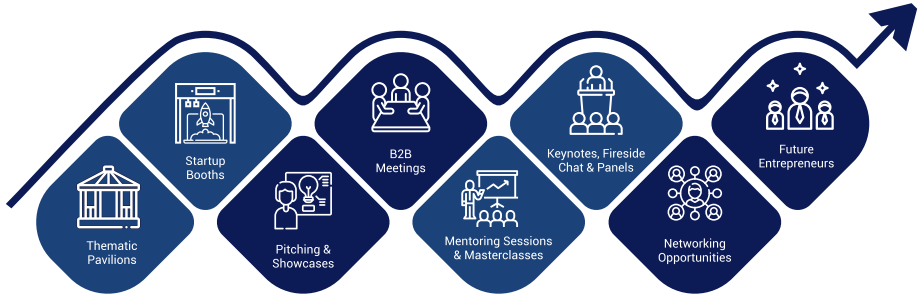 Thematic
Pavilions
Startup
Booths
Pitching &
Showcases
B2B
Meetings
Mentoring Sessions
& Masterclasses
Keynotes, Fireside
Chat & Panels
Networking
Opportunities
Future
Entrepreneurs